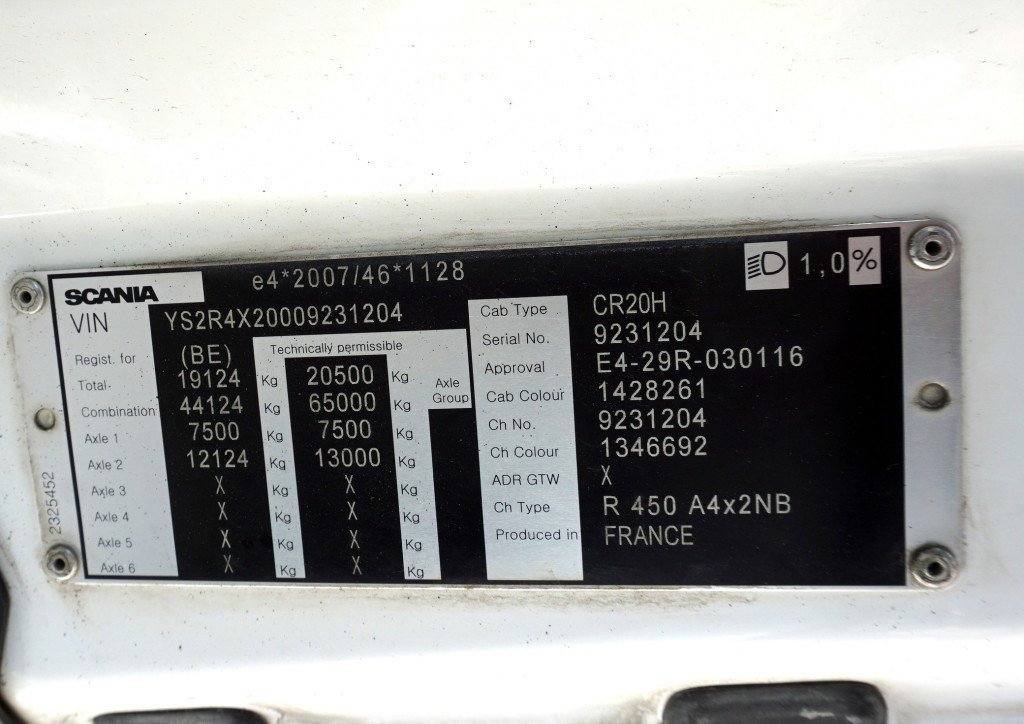 e4*2007/46*1128
1,0 %
SCANIA
VIN YS2R4X20009231204
Regist. for (BE) Technically permissible
Total 19124 Kg 20500 Kg Axle Group
Combination 44124 Kg 65000 Kg
Axle 1 7500 Kg 7500 Kg
Axle 2 12124 Kg 13000 Kg
Axle 3 X Kg X Kg
Axle 4 X Kg X Kg
Axle 5 X Kg X Kg
Axle 6 X Kg X Kg
2325452
Cab Type CR20H
Serial No. 9231204
Approval E4-29R-030116
Cab Colour 1428261
Ch No. 9231204
Ch Colour 1346692
ADR GTW X
Ch Type R 450 A4x2NB
Produced in FRANCE